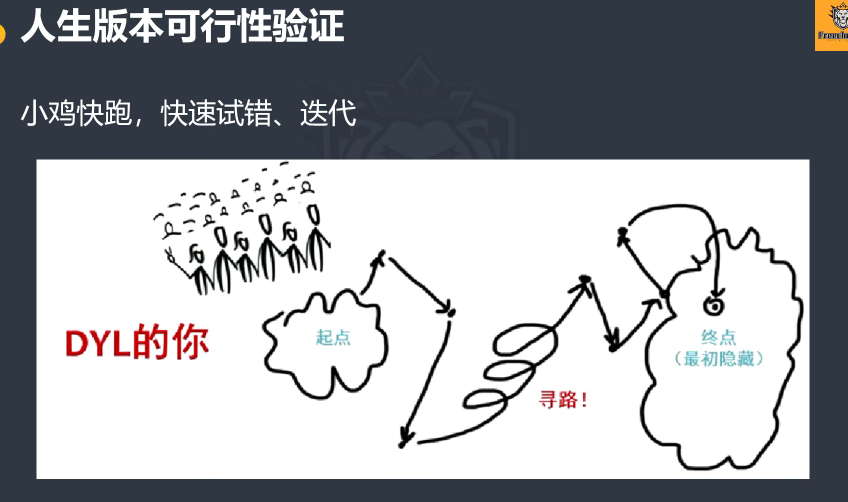 人生版本可行性验证
小鸡快跑，快速试错、迭代
DYL的你
起点
寻路！
终点
（最初隐藏）